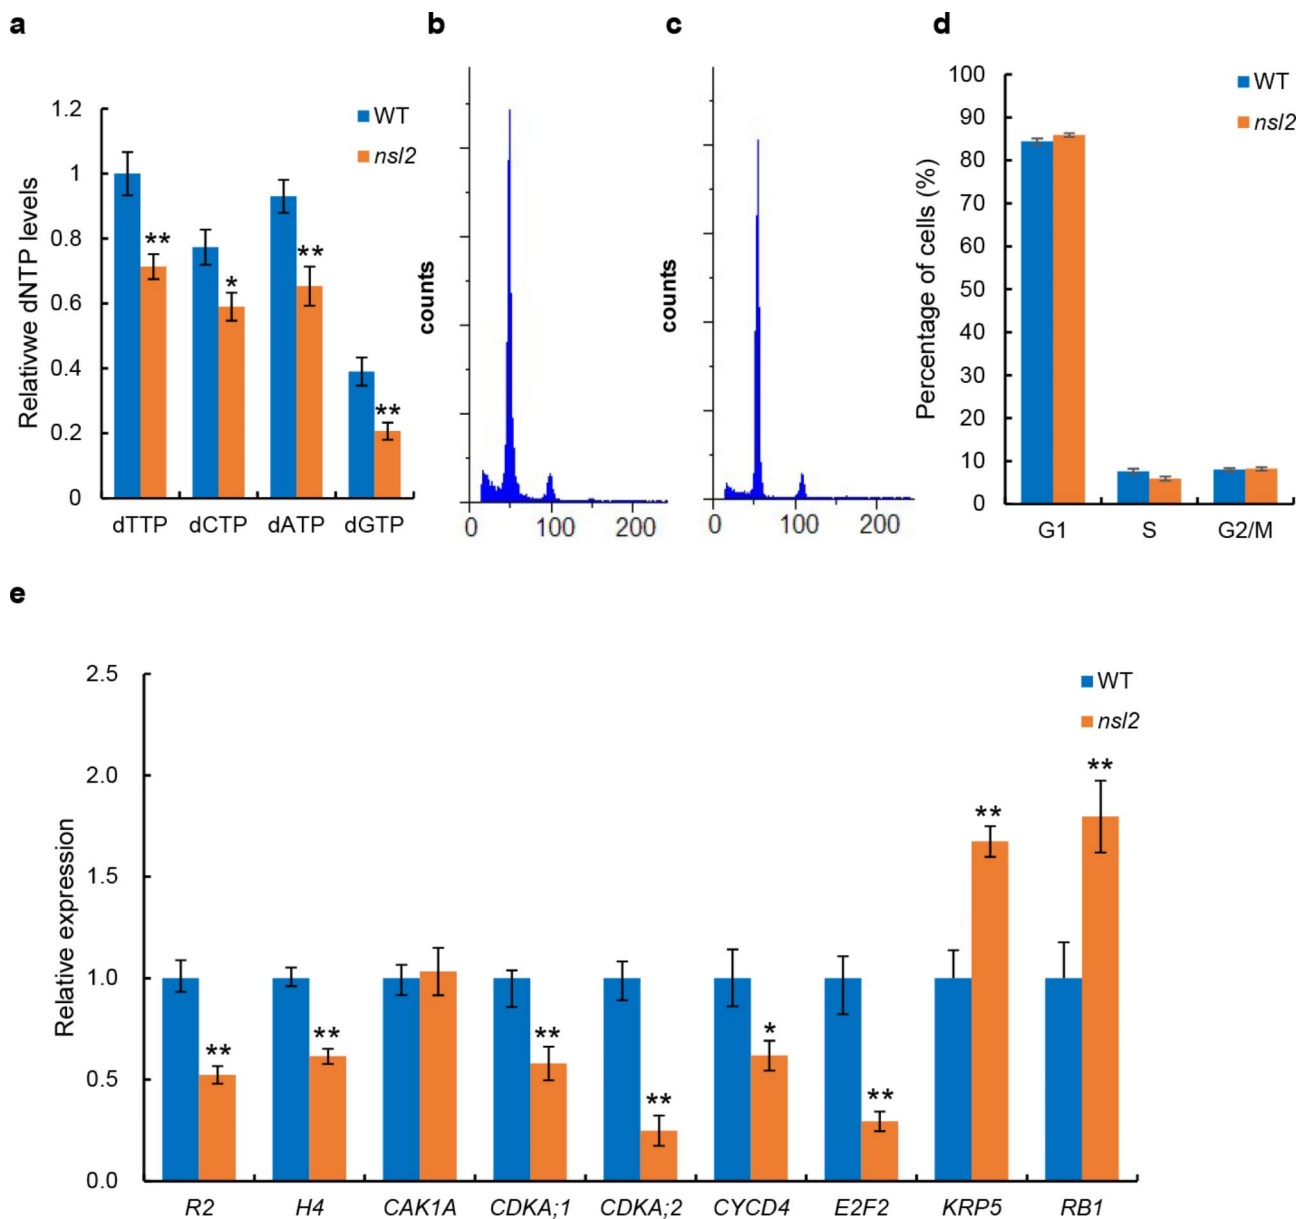 a
Relativwe dNTP levels
1.2
1
0.8
0.6
0.4
0.2
0
WT
nsl2
**
*
**
**
dTTP dCTP dATP dGTP
b
counts
0 100 200
c
counts
0 100 200
d
Percentage of cells (%)
100
90
80
70
60
50
40
30
20
10
0
WT
nsl2
G1 S G2/M
e
Relative expression
2.5
2.0
1.5
1.0
0.5
0.0
WT
nsl2
**
**
**
**
*
**
**
**
R2 H4 CAK1A CDKA;1 CDKA;2 CYCD4 E2F2 KRP5 RB1